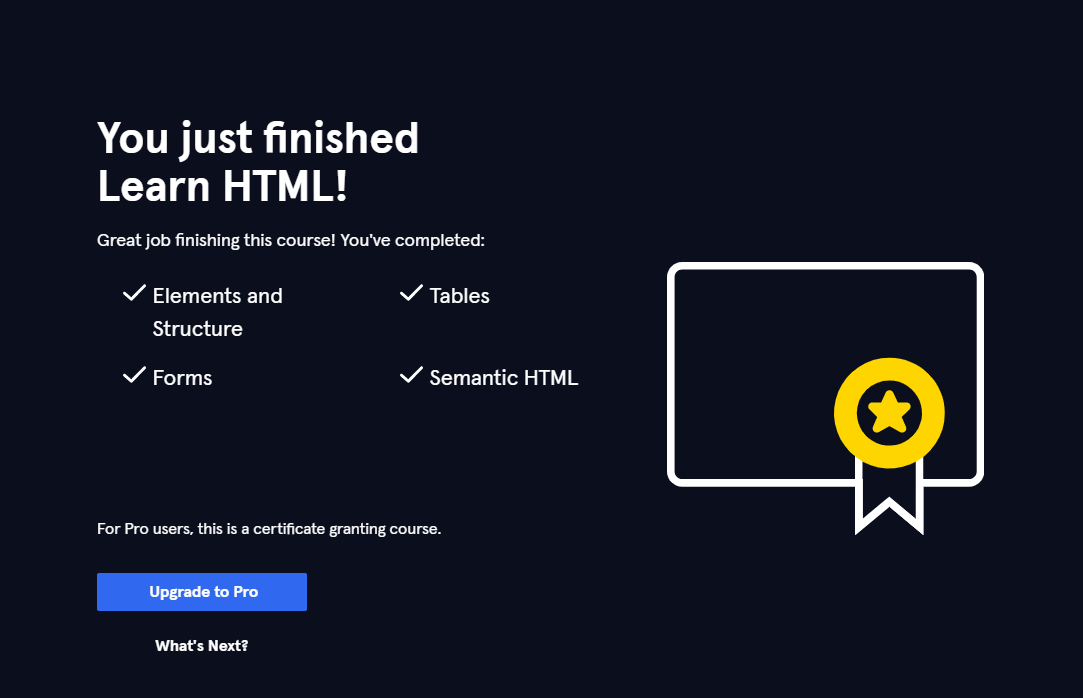 You just finished
Learn HTML!
Great job finishing this course! You've completed:
Elements and
Structure
Tables
Forms
Semantic HTML
For Pro users, this is a certificate granting course.
Upgrade to Pro
What's Next?